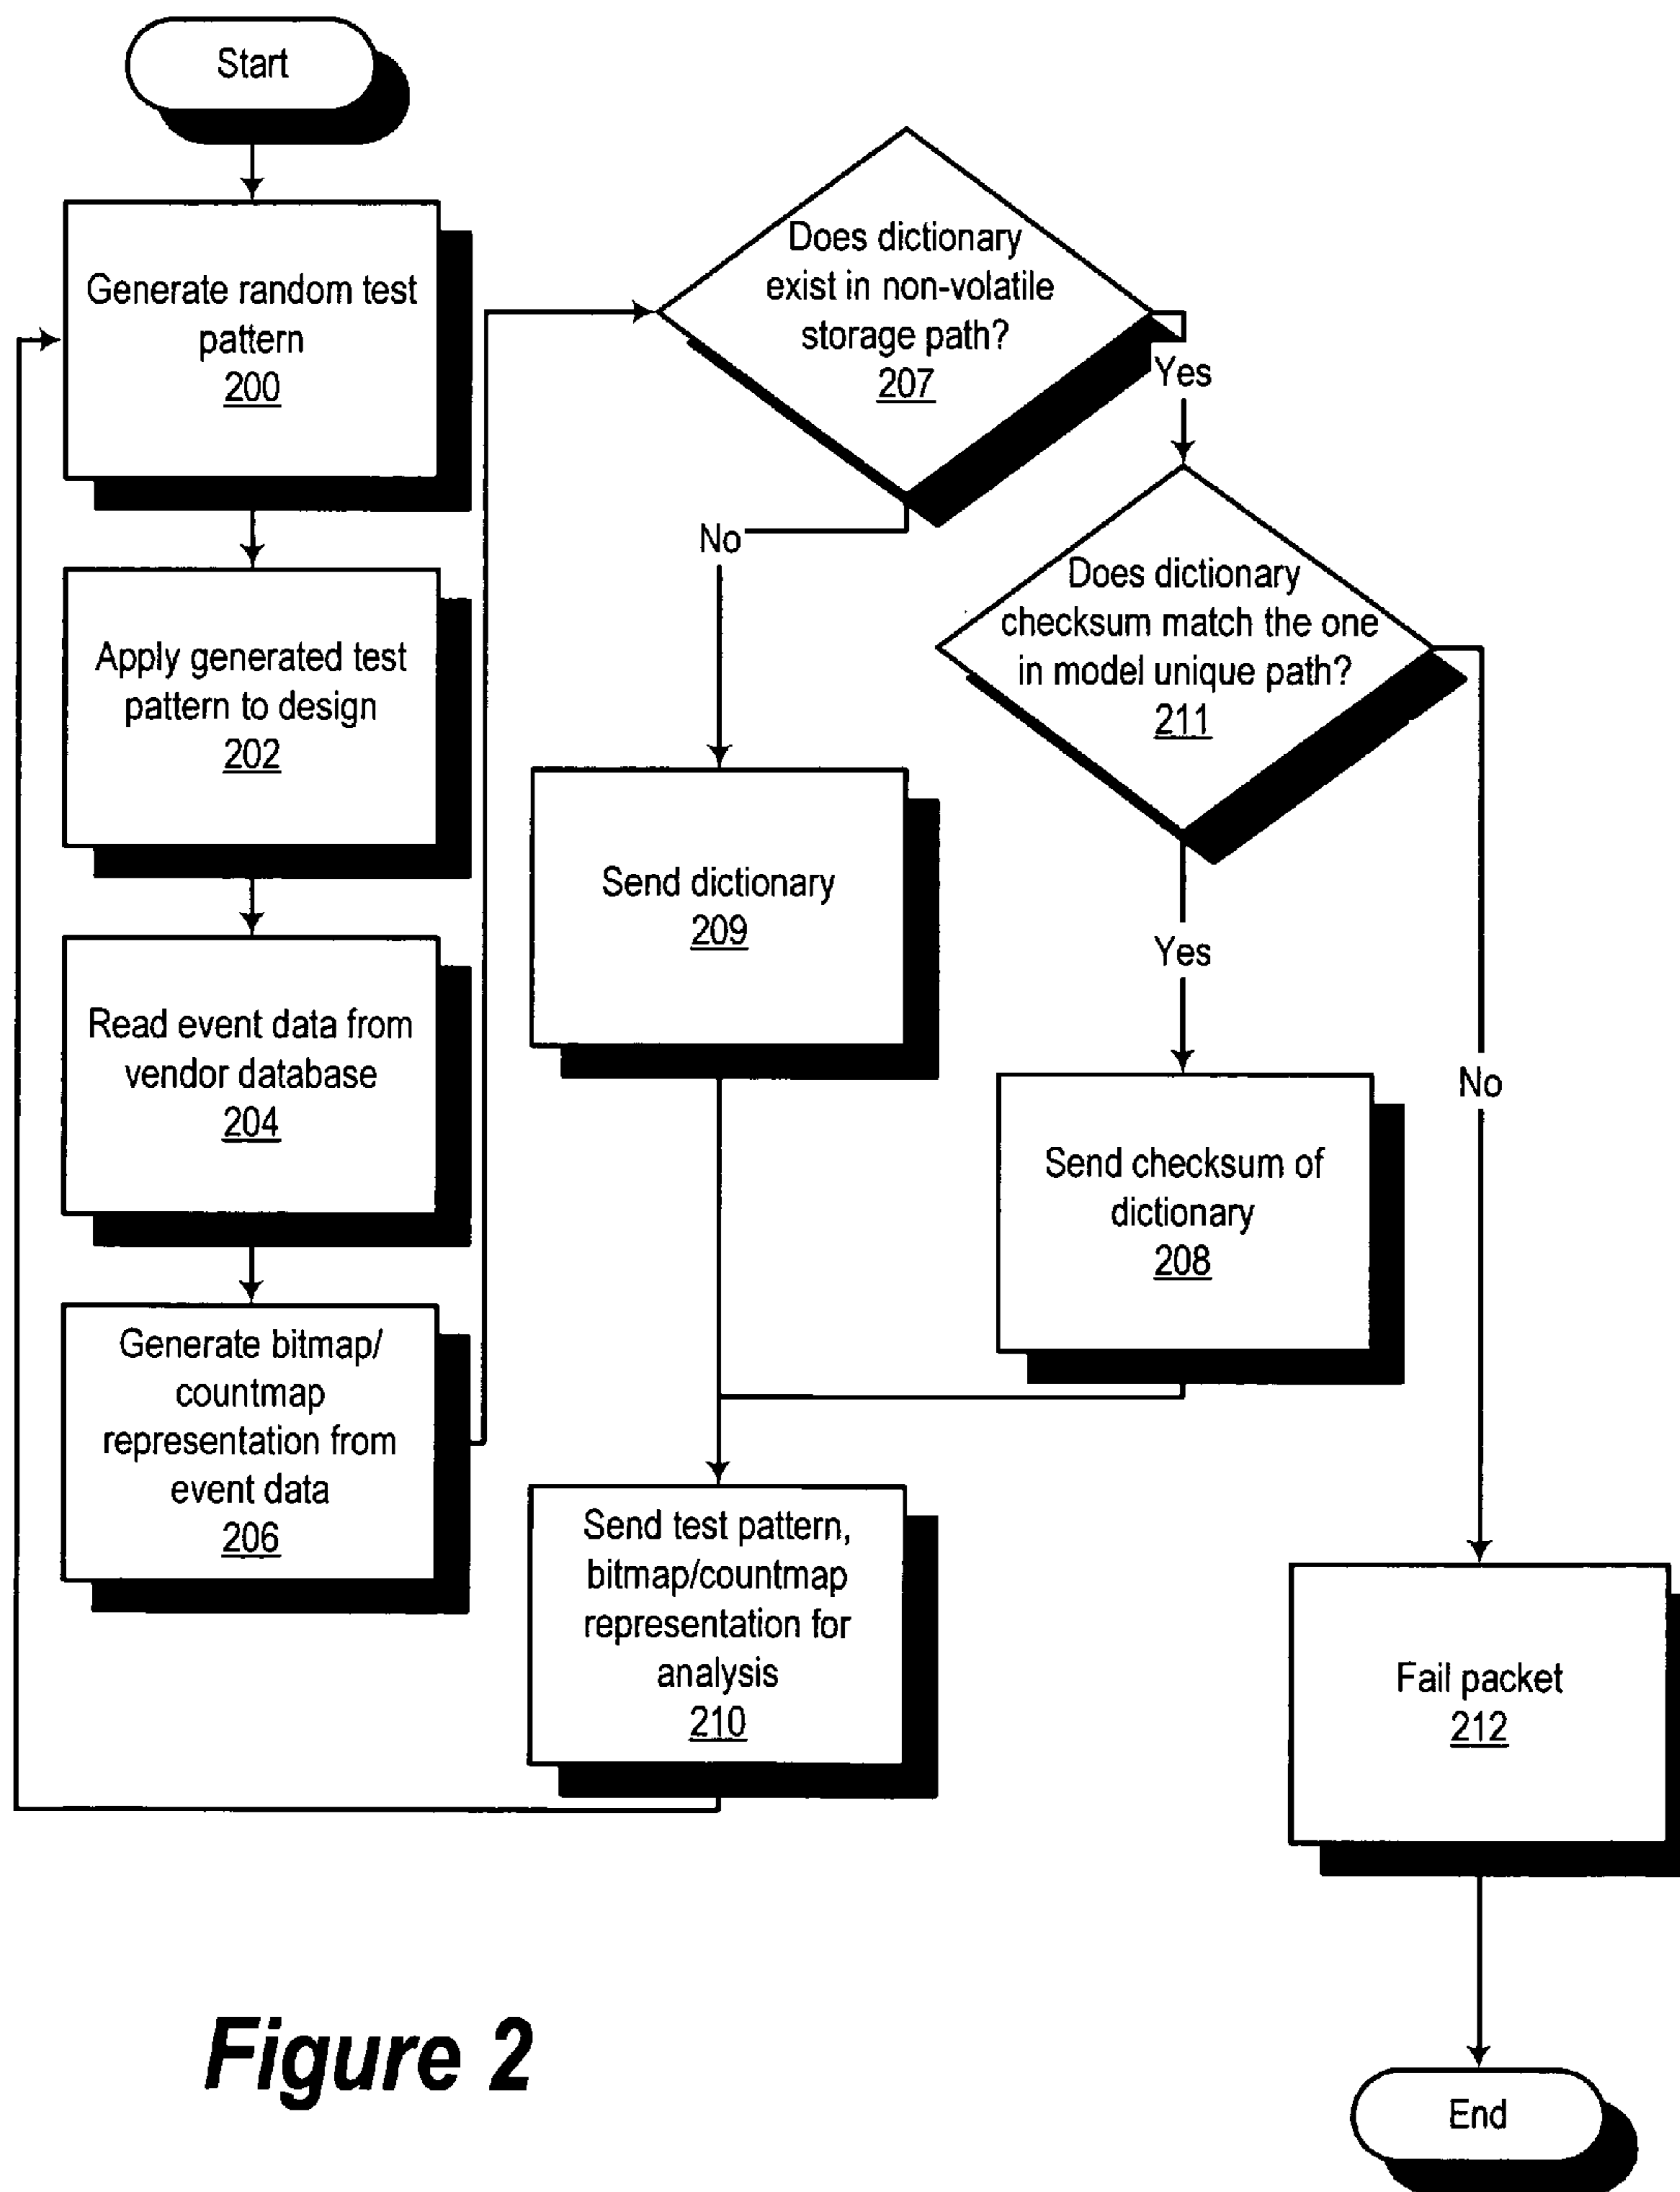 Start
Generate random test
pattern
200
Apply generated test
pattern to design
202
Read event data from
vendor database
204
Generate bitmap/
countmap
representation from
event data
206
Does dictionary
exist in non-volatile
storage path?
207
Yes
No
Does dictionary
checksum match the one
in model unique path?
211
Send dictionary
209
Yes
No
Send checksum of
dictionary
208
Send test pattern,
bitmap/countmap
representation for
analysis
210
Fail packet
212
End
Figure 2